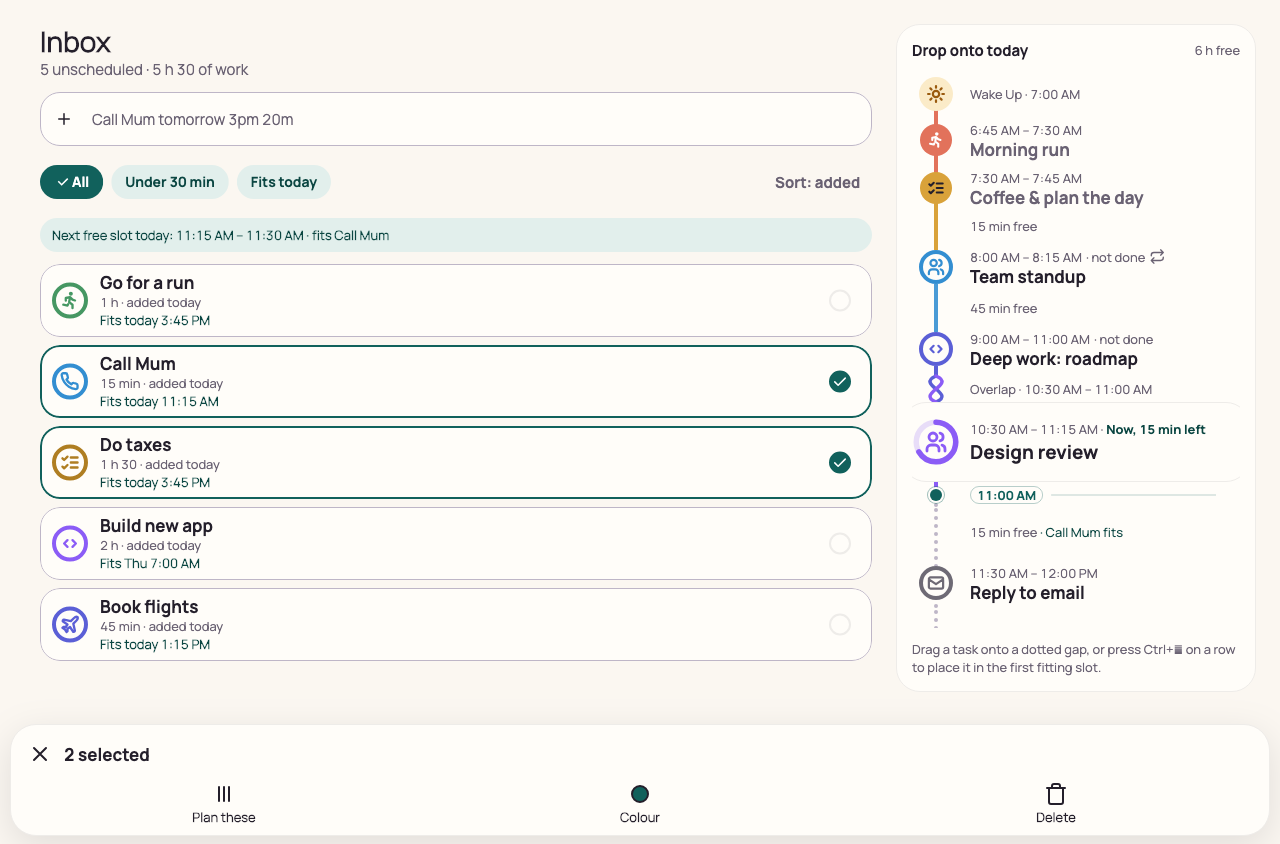 Inbox
5 unscheduled · 5 h 30 of work
Call Mum tomorrow 3pm 20m
All
Under 30 min
Fits today
Sort: added
Next free slot today: 11:15 AM – 11:30 AM · fits Call Mum
Go for a run
1 h · added today
Fits today 3:45 PM
Call Mum
15 min · added today
Fits today 11:15 AM
Do taxes
1 h 30 · added today
Fits today 3:45 PM
Build new app
2 h · added today
Fits Thu 7:00 AM
Book flights
45 min · added today
Fits today 1:15 PM
Drop onto today
6 h free
Wake Up · 7:00 AM
6:45 AM – 7:30 AM
Morning run
7:30 AM – 7:45 AM
Coffee & plan the day
15 min free
8:00 AM – 8:15 AM · not done
Team standup
45 min free
9:00 AM – 11:00 AM · not done
Deep work: roadmap
Overlap · 10:30 AM – 11:00 AM
10:30 AM – 11:15 AM · Now, 15 min left
Design review
11:00 AM
15 min free · Call Mum fits
11:30 AM – 12:00 PM
Reply to email
Drag a task onto a dotted gap, or press Ctrl+ on a row
to place it in the first fitting slot.
2 selected
Plan these
Colour
Delete